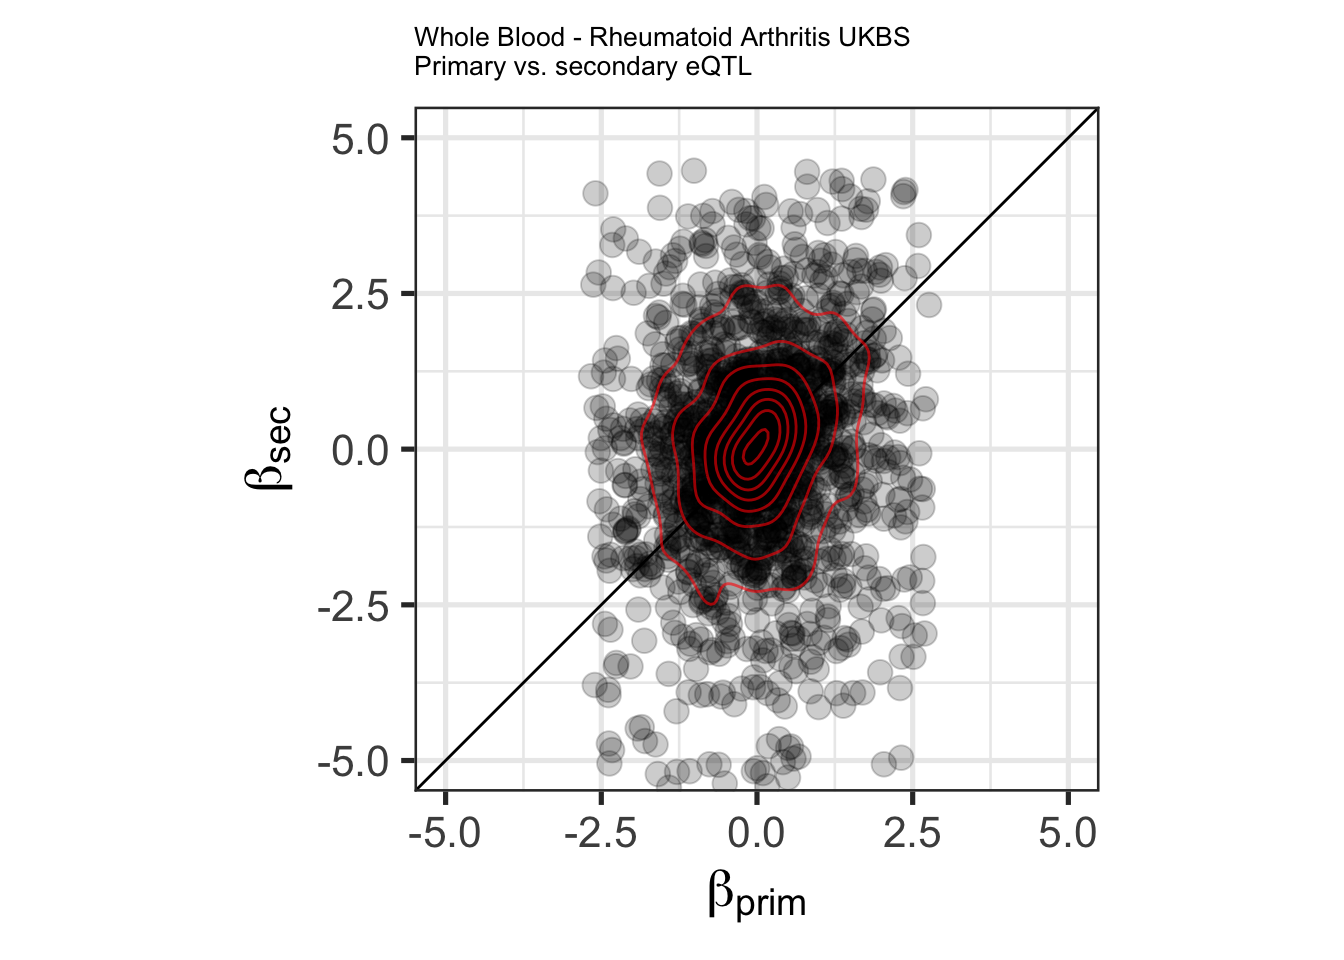 Whole Blood - Rheumatoid Arthritis UKBS
Primary vs. secondary eQTL
5.0
2.5
0.0
-2.5
-5.0
βsec
-5.0 -2.5 0.0 2.5 5.0
βprim